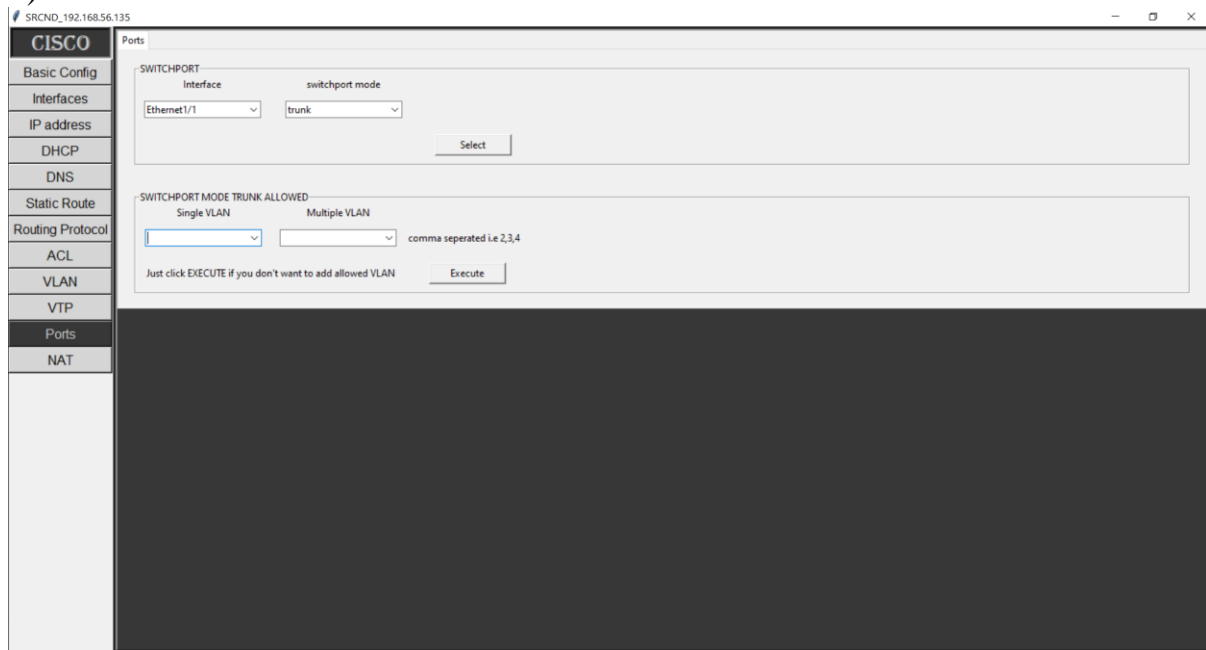 SRCND_192.168.56.135
CISCO
Basic Config
Interfaces
IP address
DHCP
DNS
Static Route
Routing Protocol
ACL
VLAN
VTP
Ports
NAT
Ports
SWITCHPORT
Interface switchport mode
Ethernet1/1 trunk
Select
SWITCHPORT MODE TRUNK ALLOWED
Single VLAN Multiple VLAN
comma seperated i.e 2,3,4
Just click EXECUTE if you don't want to add allowed VLAN Execute